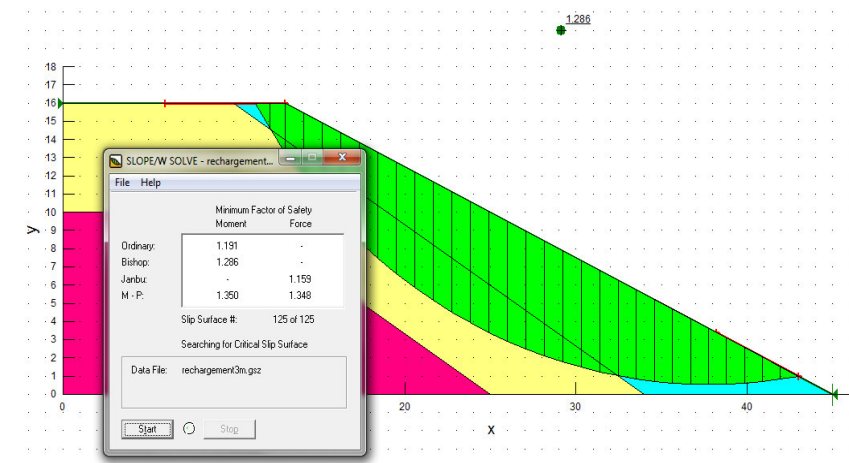 1.286
18
17
16
15
14
13
12
11
10
9
8
7
6
5
4
3
2
1
0
y
SLOPE/W SOLVE - rechargement...
File Help
Minimum Factor of Safety
Moment Force
Ordinary: 1.191 -
Bishop: 1.286 -
Janbu: - 1.159
M - P: 1.350 1.348
Slip Surface #: 125 of 125
Searching for Critical Slip Surface
Data File: rechargement3m.gsz
Start Stop
0 20 30 40
x